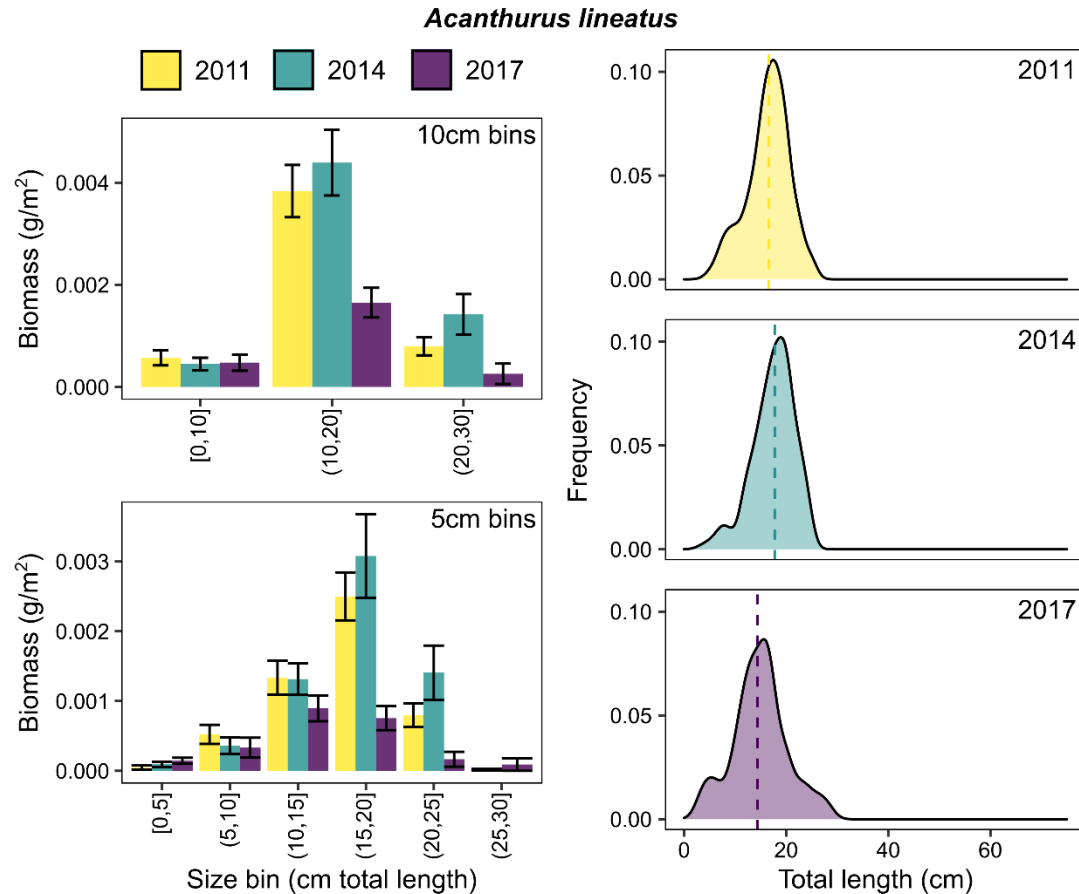 Acanthurus lineatus
2011 2014 2017
10cm bins
Biomass (g/m²)
0.004
0.002
0.000
[0,10] (10,20] (20,30]
5cm bins
Biomass (g/m²)
0.003
0.002
0.001
0.000
[0,5] (5,10] (10,15] (15,20] (20,25] (25,30]
Size bin (cm total length)
Frequency
2011
0.10
0.05
0.00
2014
0.10
0.05
0.00
2017
0.10
0.05
0.00
0 20 40 60
Total length (cm)